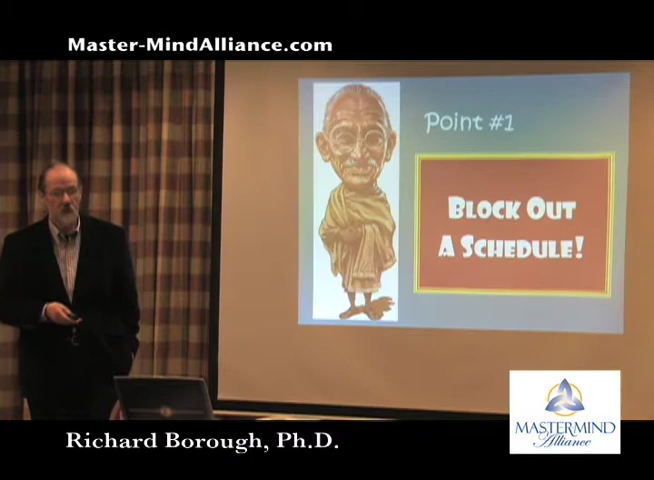 Master-MindAlliance.com
Point #1
BLOCK OUT
A SCHEDULE!
MASTERMIND
Alliance
Richard Borough, Ph.D.